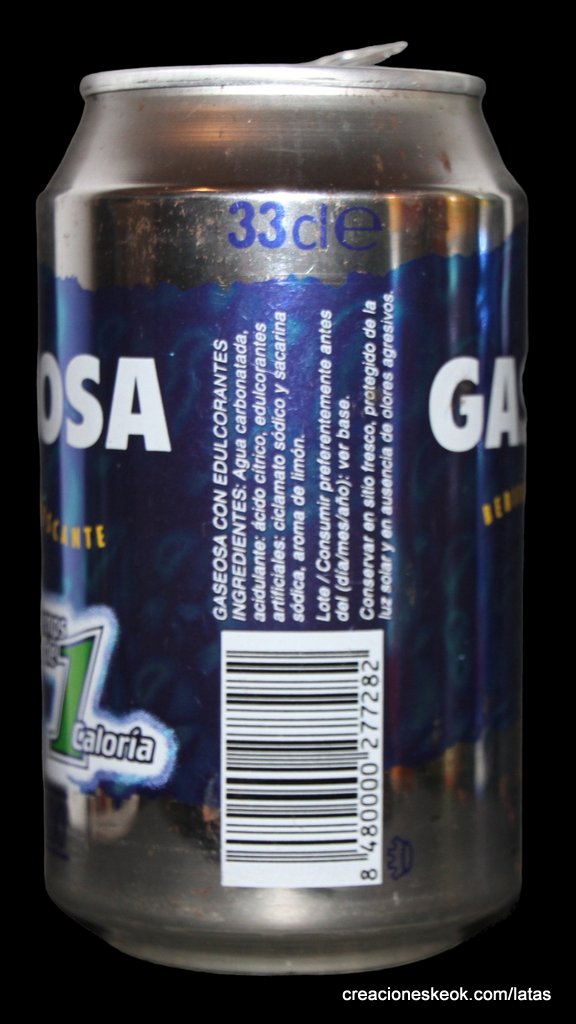 33cl e
OSA
GAS
CANTE
1
caloría
GASEOSA CON EDULCORANTES
INGREDIENTES: Agua carbonatada,
acidulante: ácido cítrico, edulcorantes
artificiales: ciclamato sódico y sacarina
sódica, aroma de limón.
Lote / Consumir preferentemente antes
del (día/mes/año): ver base.
Conservar en sitio fresco, protegido de la
luz solar y en ausencia de olores agresivos.
8 480000 277282
creacioneskeok.com/latas